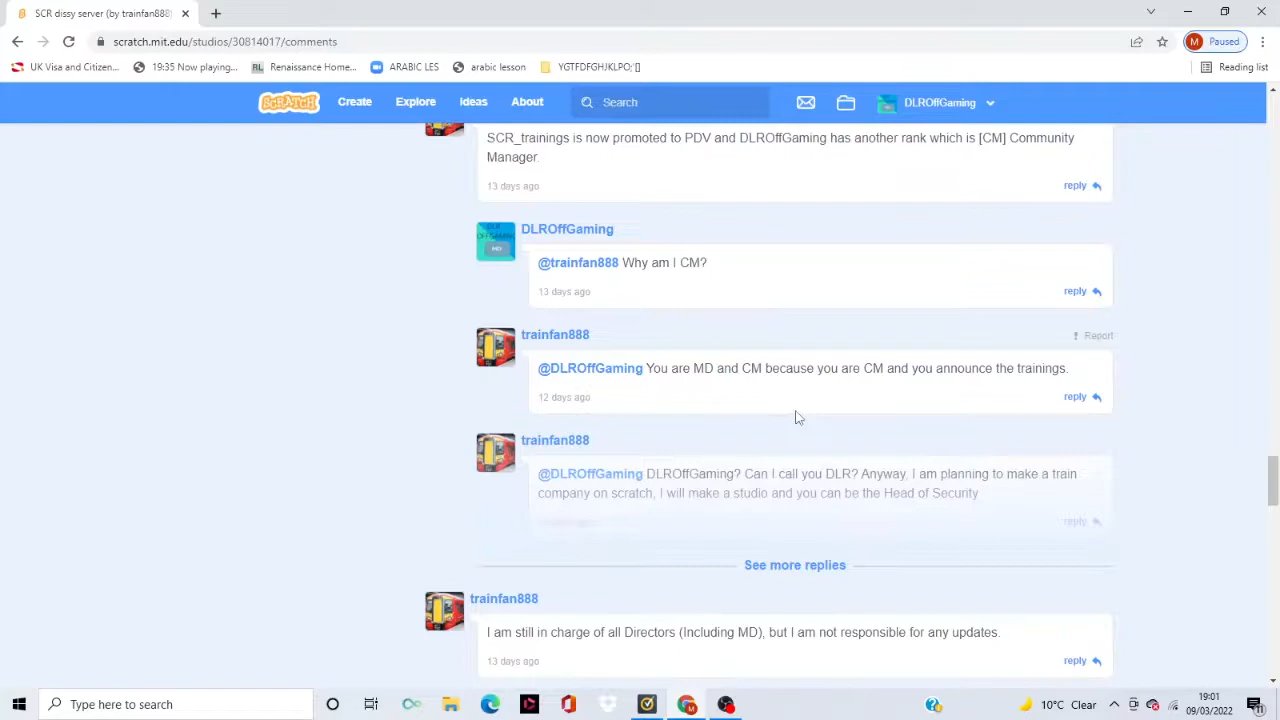 SCR dissy server (by trainfan888)
scratch.mit.edu/studios/30814017/comments
M Paused
UK Visa and Citizen... 19:35 Now playing... RL Renaissance Home... ARABIC LES arabic lesson YGTFDFGHJKLPO;'[] Reading list
SCRATCH Create Explore Ideas About Search DLROffGaming
SCR_trainings is now promoted to PDV and DLROffGaming has another rank which is [CM] Community
Manager.
13 days ago reply
DLROffGaming
@trainfan888 Why am I CM?
13 days ago reply
trainfan888 Report
@DLROffGaming You are MD and CM because you are CM and you announce the trainings.
12 days ago reply
trainfan888
@DLROffGaming DLROffGaming? Can I call you DLR? Anyway, I am planning to make a train
company on scratch, I will make a studio and you can be the Head of Security
reply
See more replies
trainfan888
I am still in charge of all Directors (Including MD), but I am not responsible for any updates.
13 days ago reply
Type here to search 10°C Clear 19:01
09/03/2022